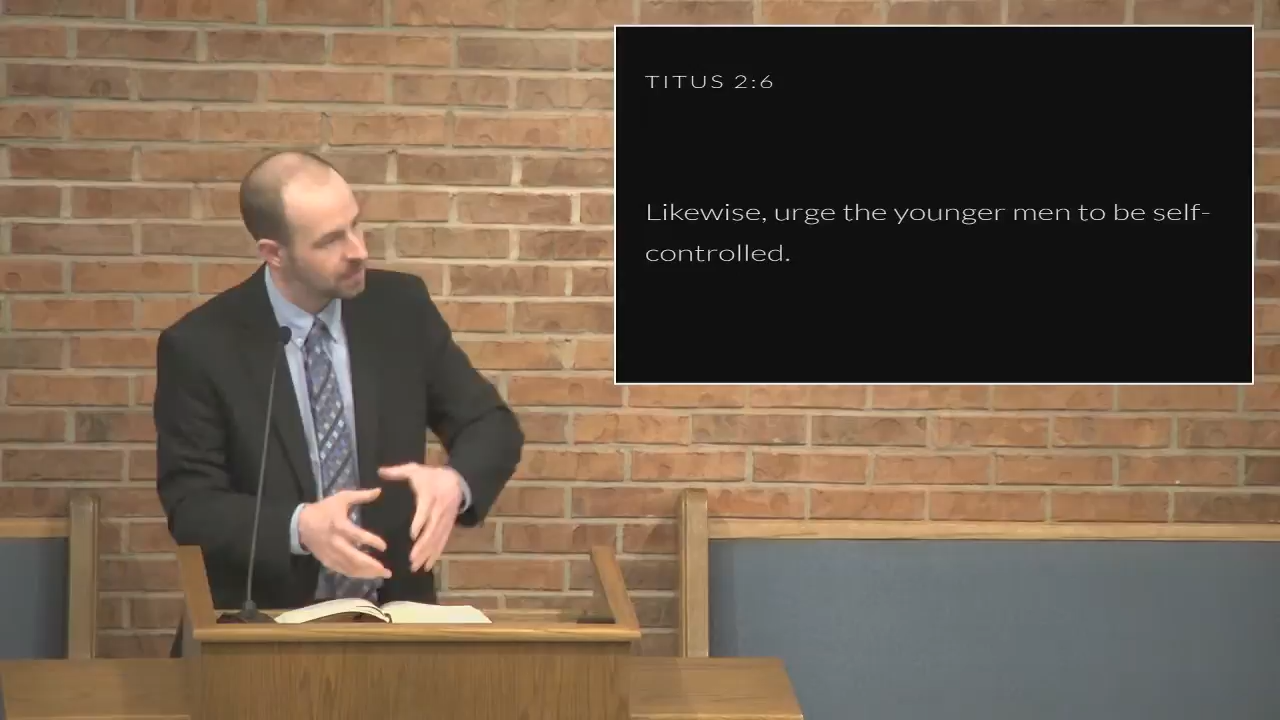 TITUS 2:6
Likewise, urge the younger men to be self-
controlled.